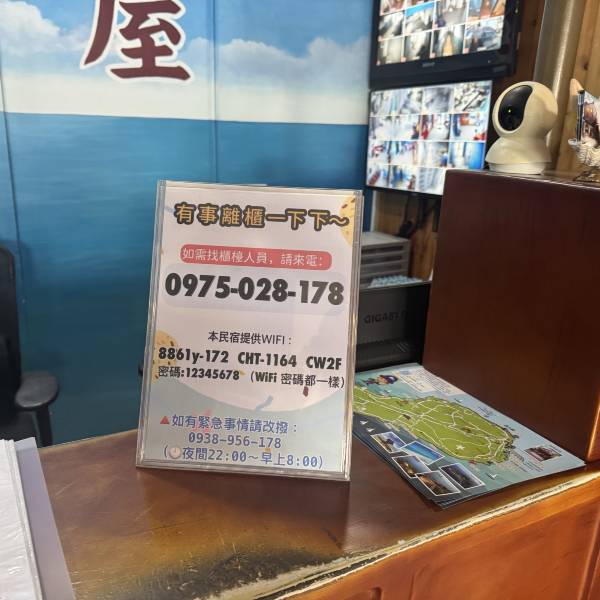 屋
有事離櫃一下下～
如需找櫃檯人員，請來電：
0975-028-178
本民宿提供WIFI：
8861y-172 CHT-1164 CW2F
密碼:12345678 （WiFi 密碼都一樣）
▲如有緊急事情請改撥：
0938-956-178
(🕙夜間22:00～早上8:00)